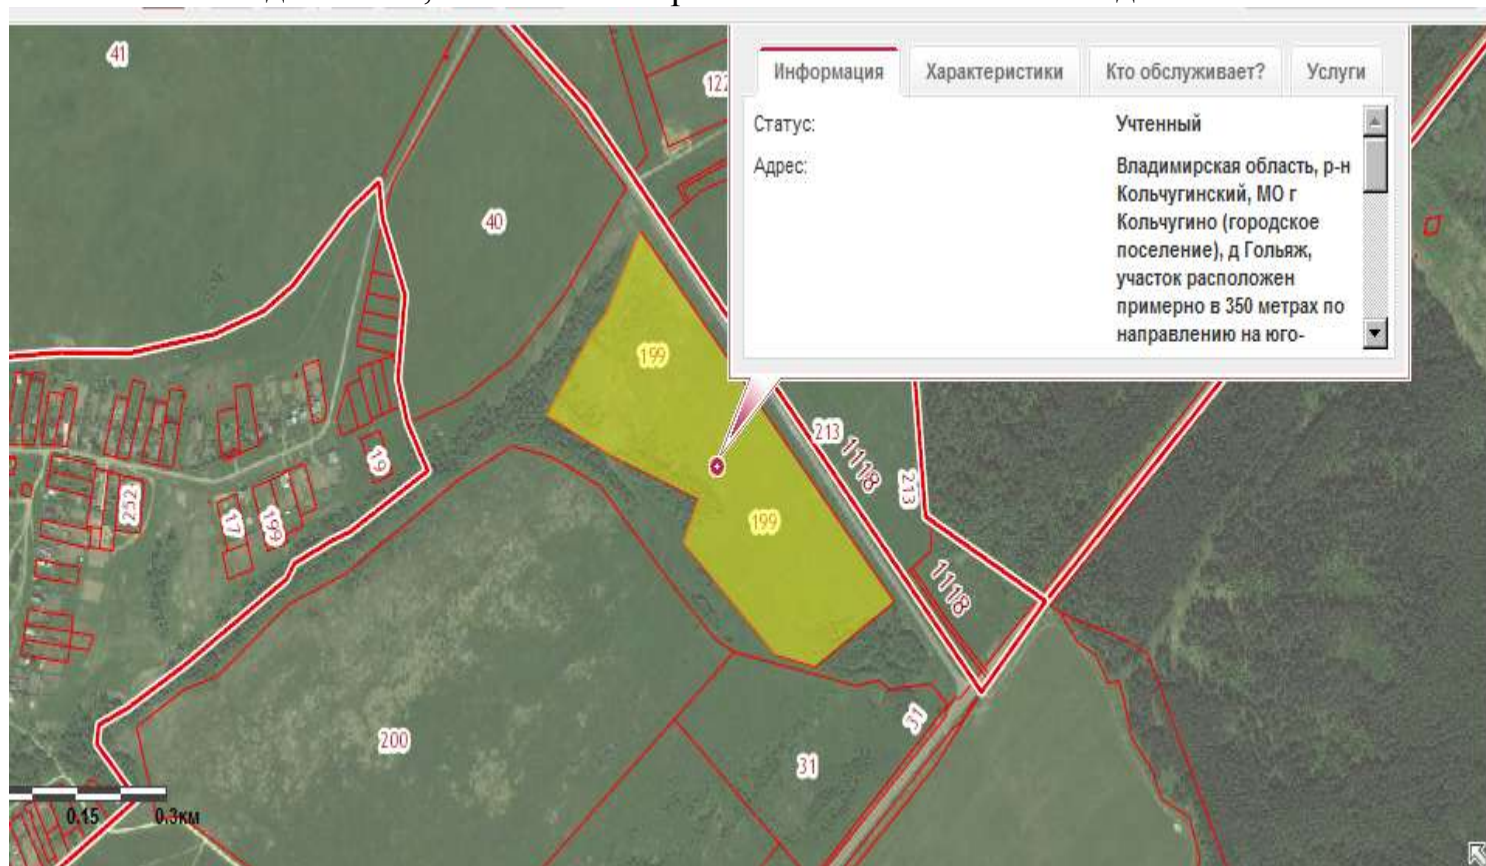 41
122
Информация Характеристики Кто обслуживает? Услуги
Статус: Учтенный
Адрес: Владимирская область, р-н
Кольчугинский, МО г
Кольчугино (городское
поселение), д Гольяж,
участок расположен
примерно в 350 метрах по
направлению на юго-
40
199
213
1118
213
19
252
17
199
199
1118
200
31
31
0.15 0.3км